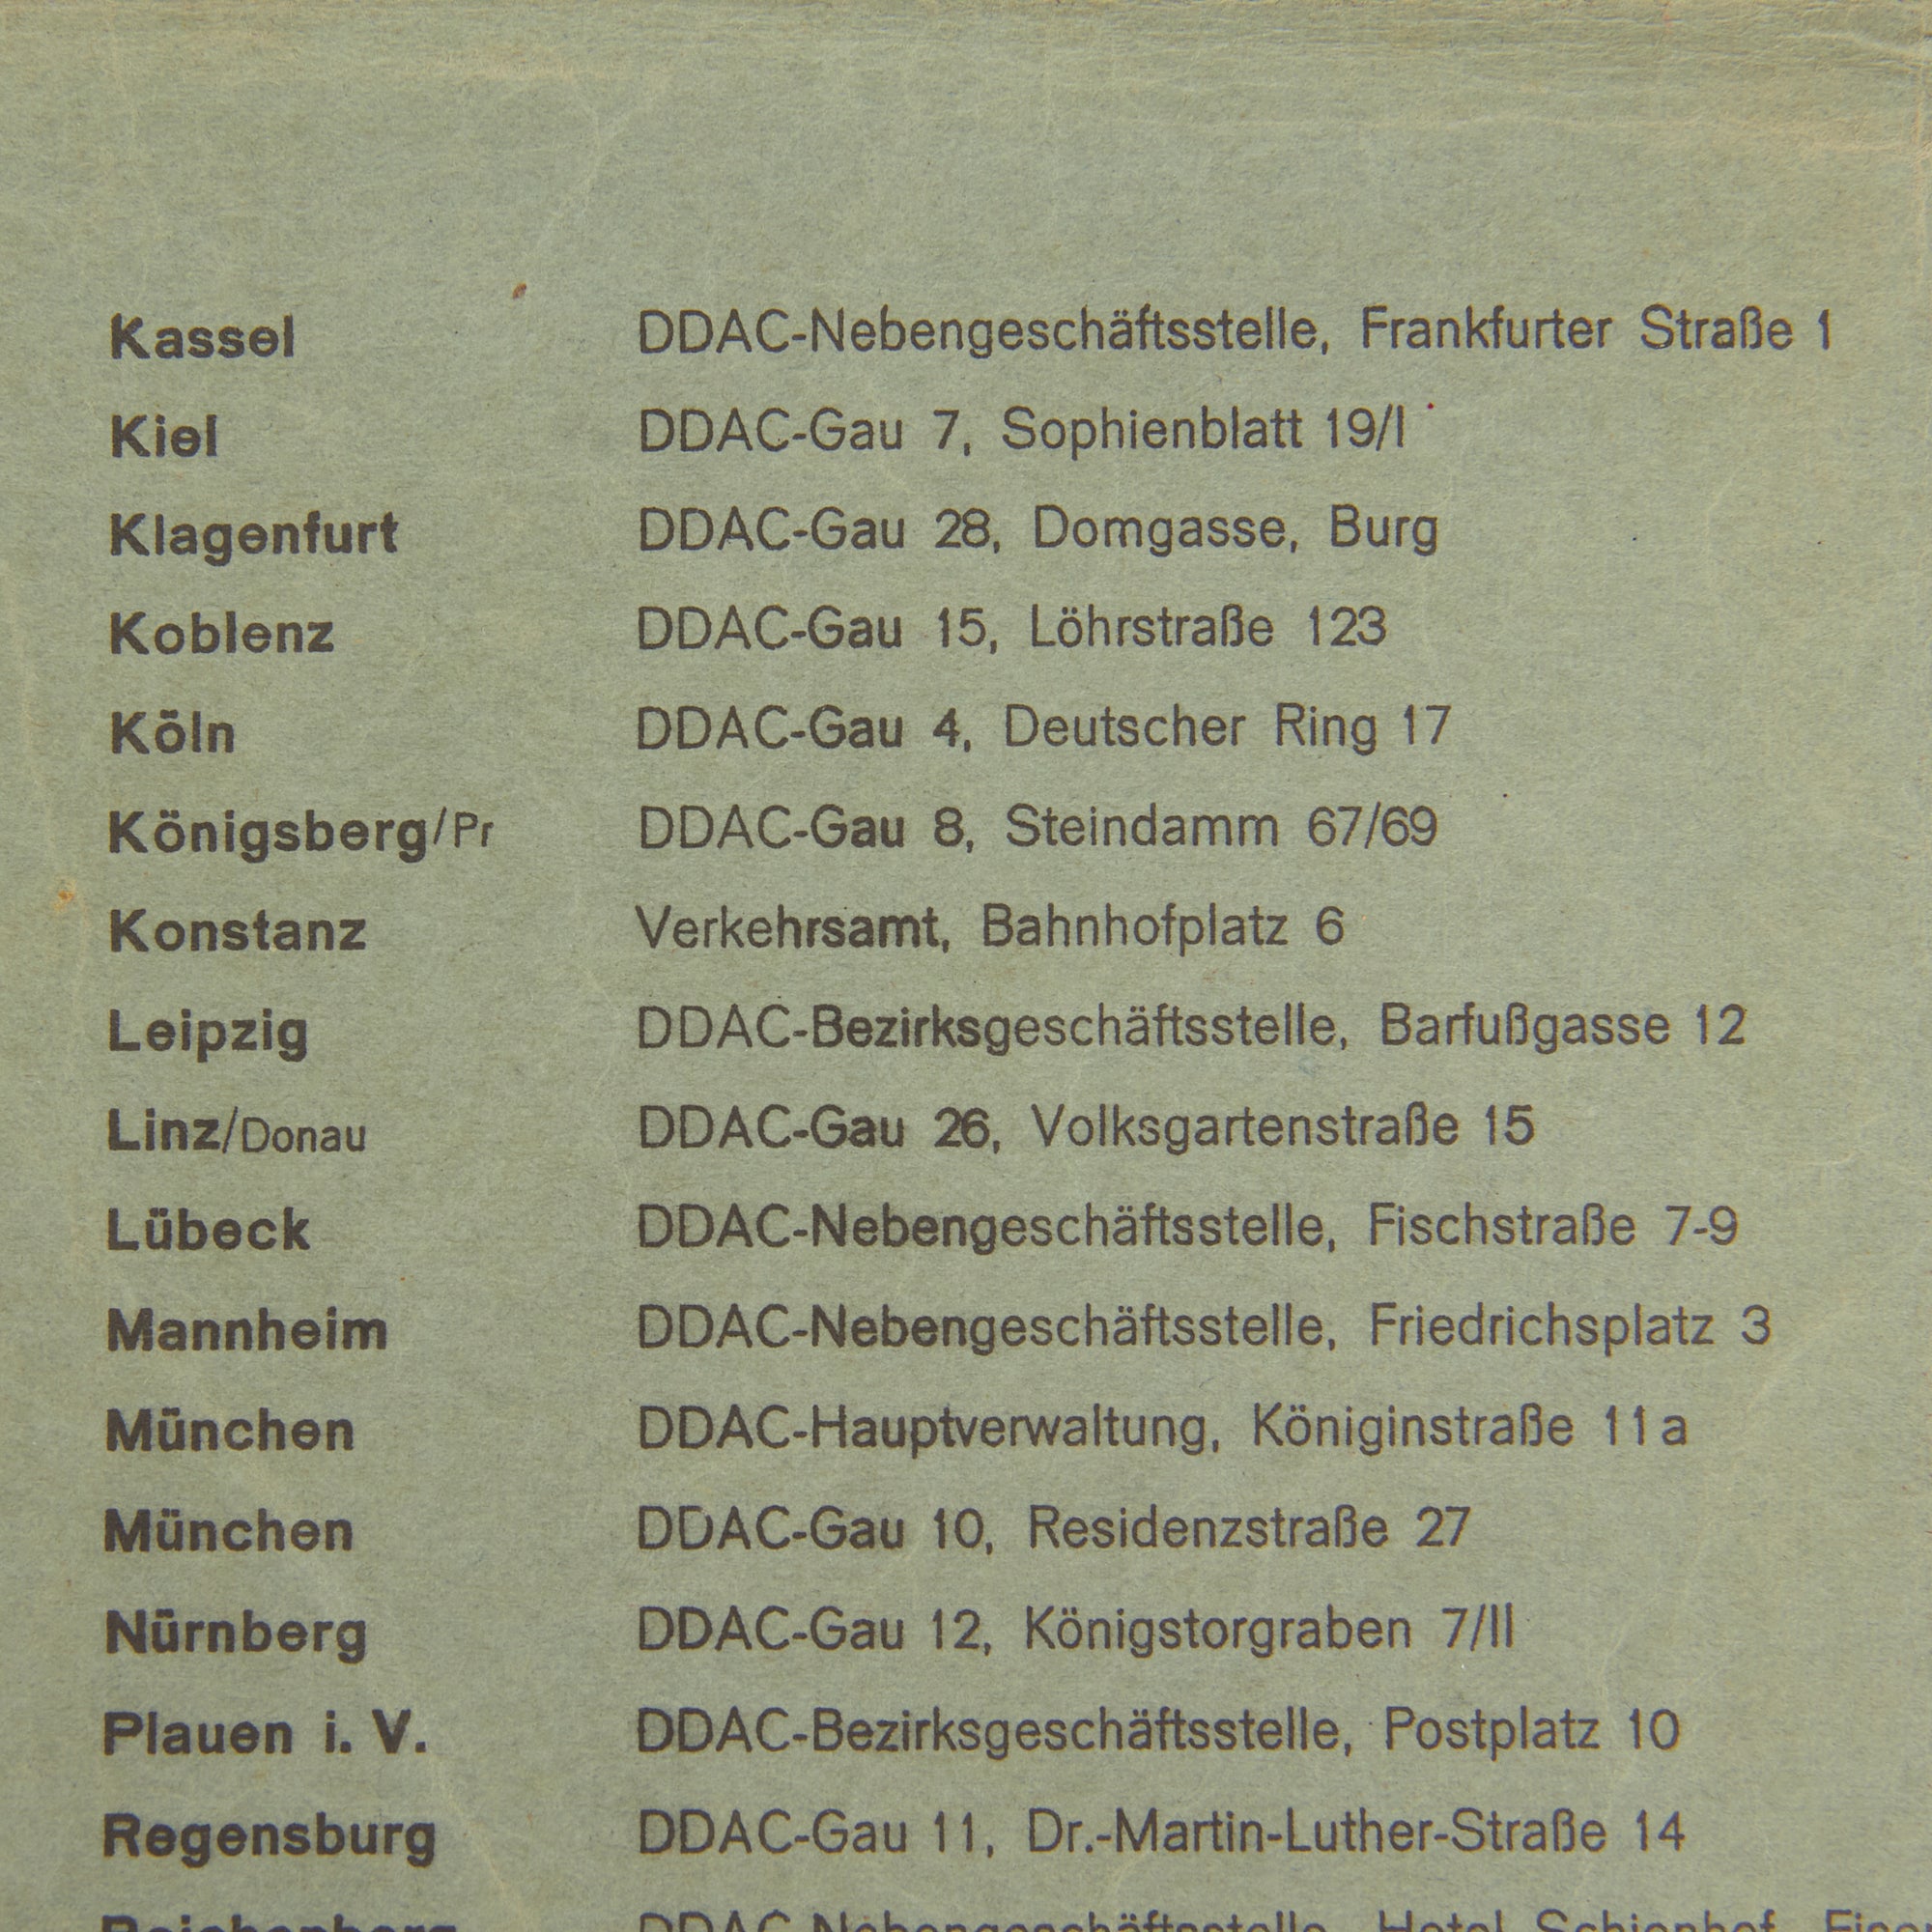 Kassel DDAC-Nebengeschäftsstelle, Frankfurter Straße 1
Kiel DDAC-Gau 7, Sophienblatt 19/I
Klagenfurt DDAC-Gau 28, Domgasse, Burg
Koblenz DDAC-Gau 15, Löhrstraße 123
Köln DDAC-Gau 4, Deutscher Ring 17
Königsberg/Pr DDAC-Gau 8, Steindamm 67/69
Konstanz Verkehrsamt, Bahnhofplatz 6
Leipzig DDAC-Bezirksgeschäftsstelle, Barfußgasse 12
Linz/Donau DDAC-Gau 26, Volksgartenstraße 15
Lübeck DDAC-Nebengeschäftsstelle, Fischstraße 7-9
Mannheim DDAC-Nebengeschäftsstelle, Friedrichsplatz 3
München DDAC-Hauptverwaltung, Königinstraße 11a
München DDAC-Gau 10, Residenzstraße 27
Nürnberg DDAC-Gau 12, Königstorgraben 7/II
Plauen i. V. DDAC-Bezirksgeschäftsstelle, Postplatz 10
Regensburg DDAC-Gau 11, Dr.-Martin-Luther-Straße 14
Reichenberg DDAC-Nebengeschäftsstelle, Hotel